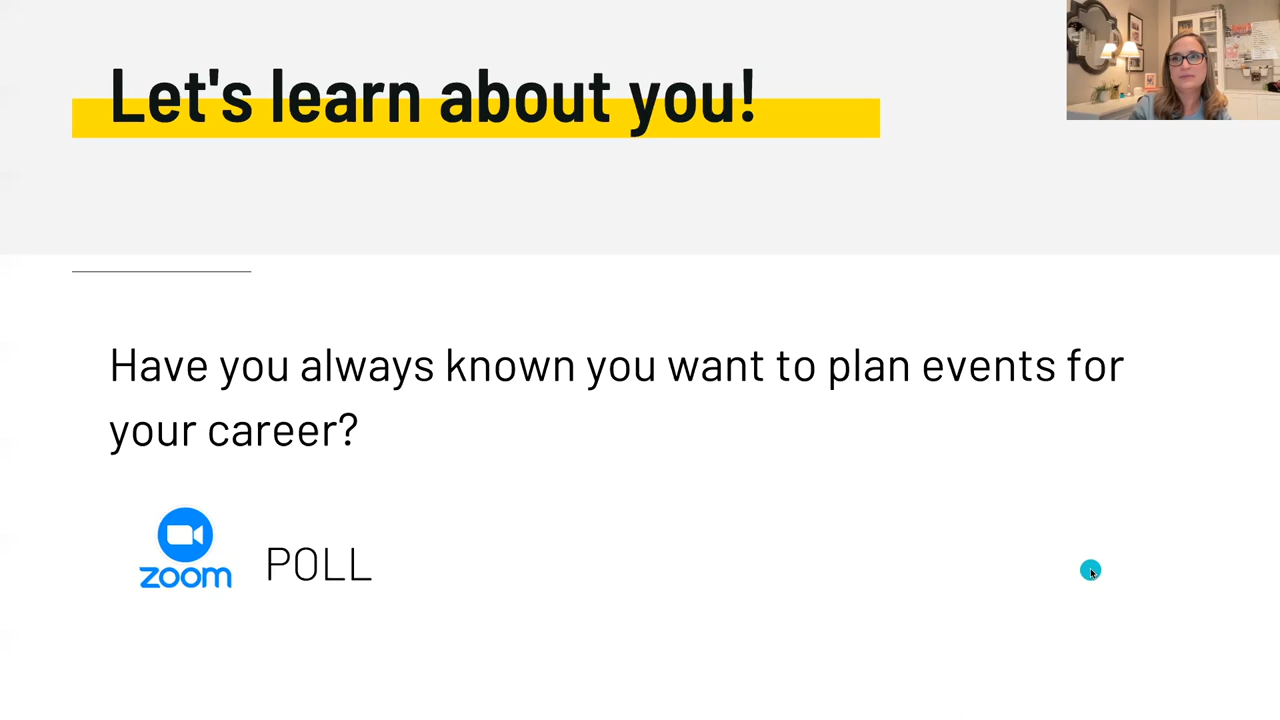 Let's learn about you!
Have you always known you want to plan events for
your career?
zoom
POLL